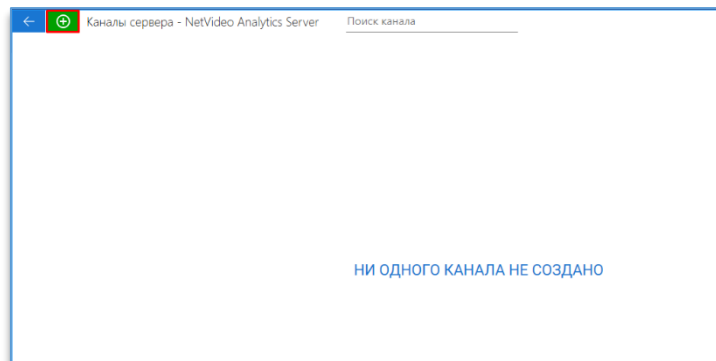 Каналы сервера - NetVideo Analytics Server Поиск канала
НИ ОДНОГО КАНАЛА НЕ СОЗДАНО